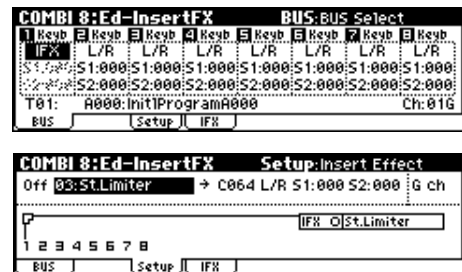 COMBI 8:Ed-InsertFX BUS:BUS Select
1 Keyb 2 Keyb 3 Keyb 4 Keyb 5 Keyb 6 Keyb 7 Keyb 8 Keyb
IFX L/R L/R L/R L/R L/R L/R L/R
S1:000 S1:000 S1:000 S1:000 S1:000 S1:000 S1:000
S2:000 S2:000 S2:000 S2:000 S2:000 S2:000 S2:000
T01: A000:Init1ProgramA000 Ch:01G
BUS Setup IFX
COMBI 8:Ed-InsertFX Setup:Insert Effect
Off 03:St.Limiter → C064 L/R S1:000 S2:000 G ch
IFX O St.Limiter
1 2 3 4 5 6 7 8
BUS Setup IFX